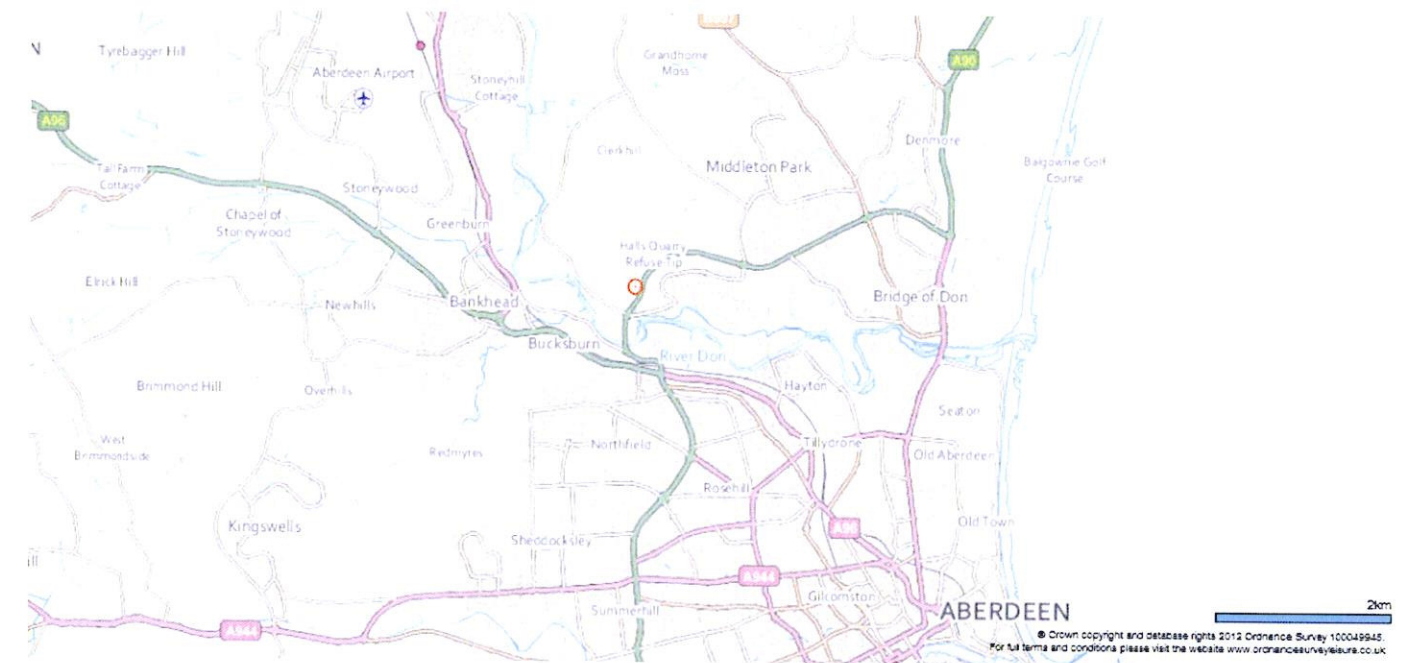 N
Tyrebagger Hill
Aberdeen Airport
Stoneyhill
Cottage
Grandhome
Moss
A90
A96
Clerkhill
Denmore
Middleton Park
Balgownie Golf
Course
Tall Farm
Cottage
Stoneywood
Chapel of
Stoneywood
Greenburn
Halls Quarry
Refuse Tip
Elrick Hill
Newhills
Bankhead
Bridge of Don
Bucksburn
River Don
Brimmond Hill
Overhills
Hayton
Seaton
West
Brimmondside
Redmyres
Northfield
Tillydrone
Old Aberdeen
Rosehill
Kingswells
Sheddocksley
A96
Old Town
ill
A944
Gilcomston
Summerhill
ABERDEEN
A944
2km
© Crown copyright and database rights 2012 Ordnance Survey 100049945.
For full terms and conditions please visit the website www.ordnancesurveyleisure.co.uk